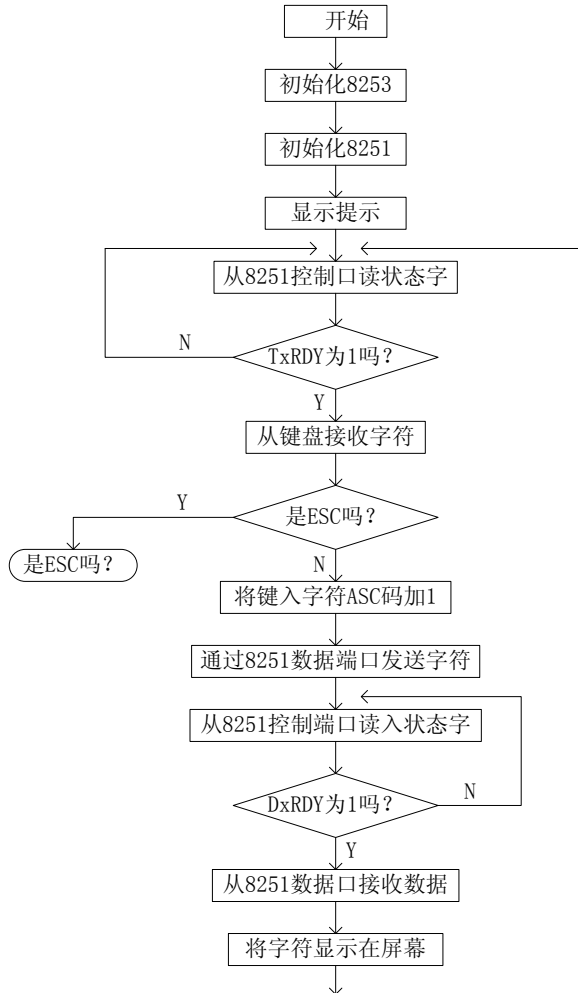 开始
初始化8253
初始化8251
显示提示
从8251控制口读状态字
N
TxRDY为1吗?
Y
从键盘接收字符
Y
是ESC吗?
是ESC吗?
N
将键入字符ASC码加1
通过8251数据端口发送字符
从8251控制端口读入状态字
DxRDY为1吗?
N
Y
从8251数据口接收数据
将字符显示在屏幕